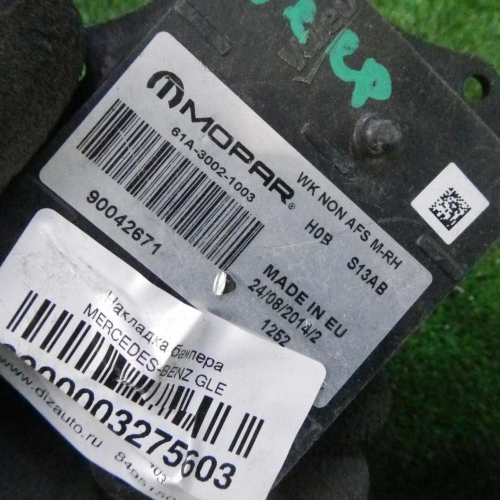 MOPAR®
61A-3002-1003
90042671
WK NON AFS M-RH
H0B S13AB
MADE IN EU
24/08/2014/2
1252
Накладка бампера
MERCEDES-BENZ GLE
0000003275603
www.dizauto.ru